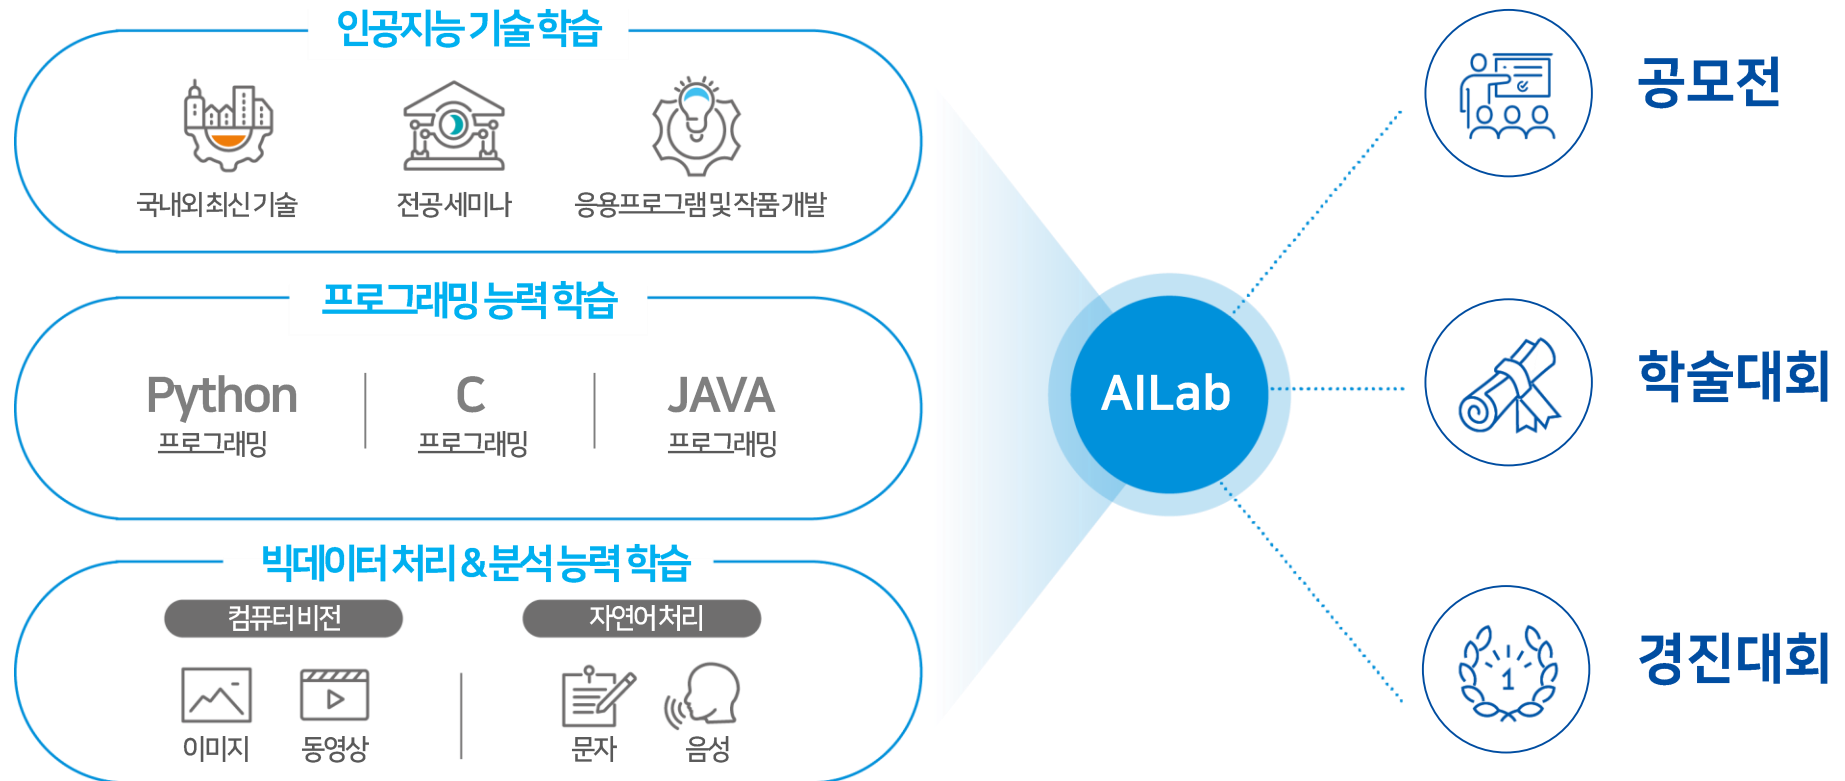 인공지능 기술 학습
국내외 최신 기술
전공 세미나
응용프로그램 및 작품 개발
프로그래밍 능력 학습
Python
프로그래밍
C
프로그래밍
JAVA
프로그래밍
빅데이터 처리 & 분석 능력 학습
컴퓨터 비전
이미지
동영상
자연어 처리
문자
음성
AILab
공모전
학술대회
경진대회
1